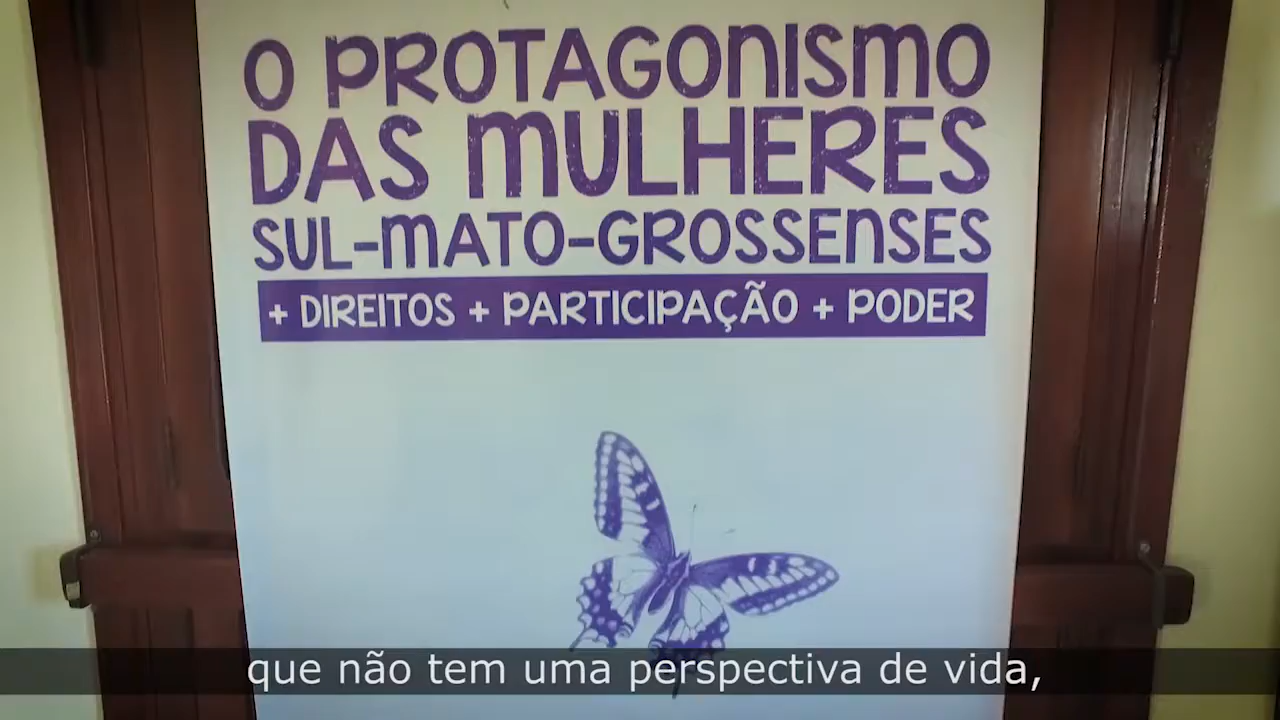 O PROTAGONISMO
DAS MULHERES
SUL-MATO-GROSSENSES
+ DIREITOS + PARTICIPAÇÃO + PODER
que não tem uma perspectiva de vida,